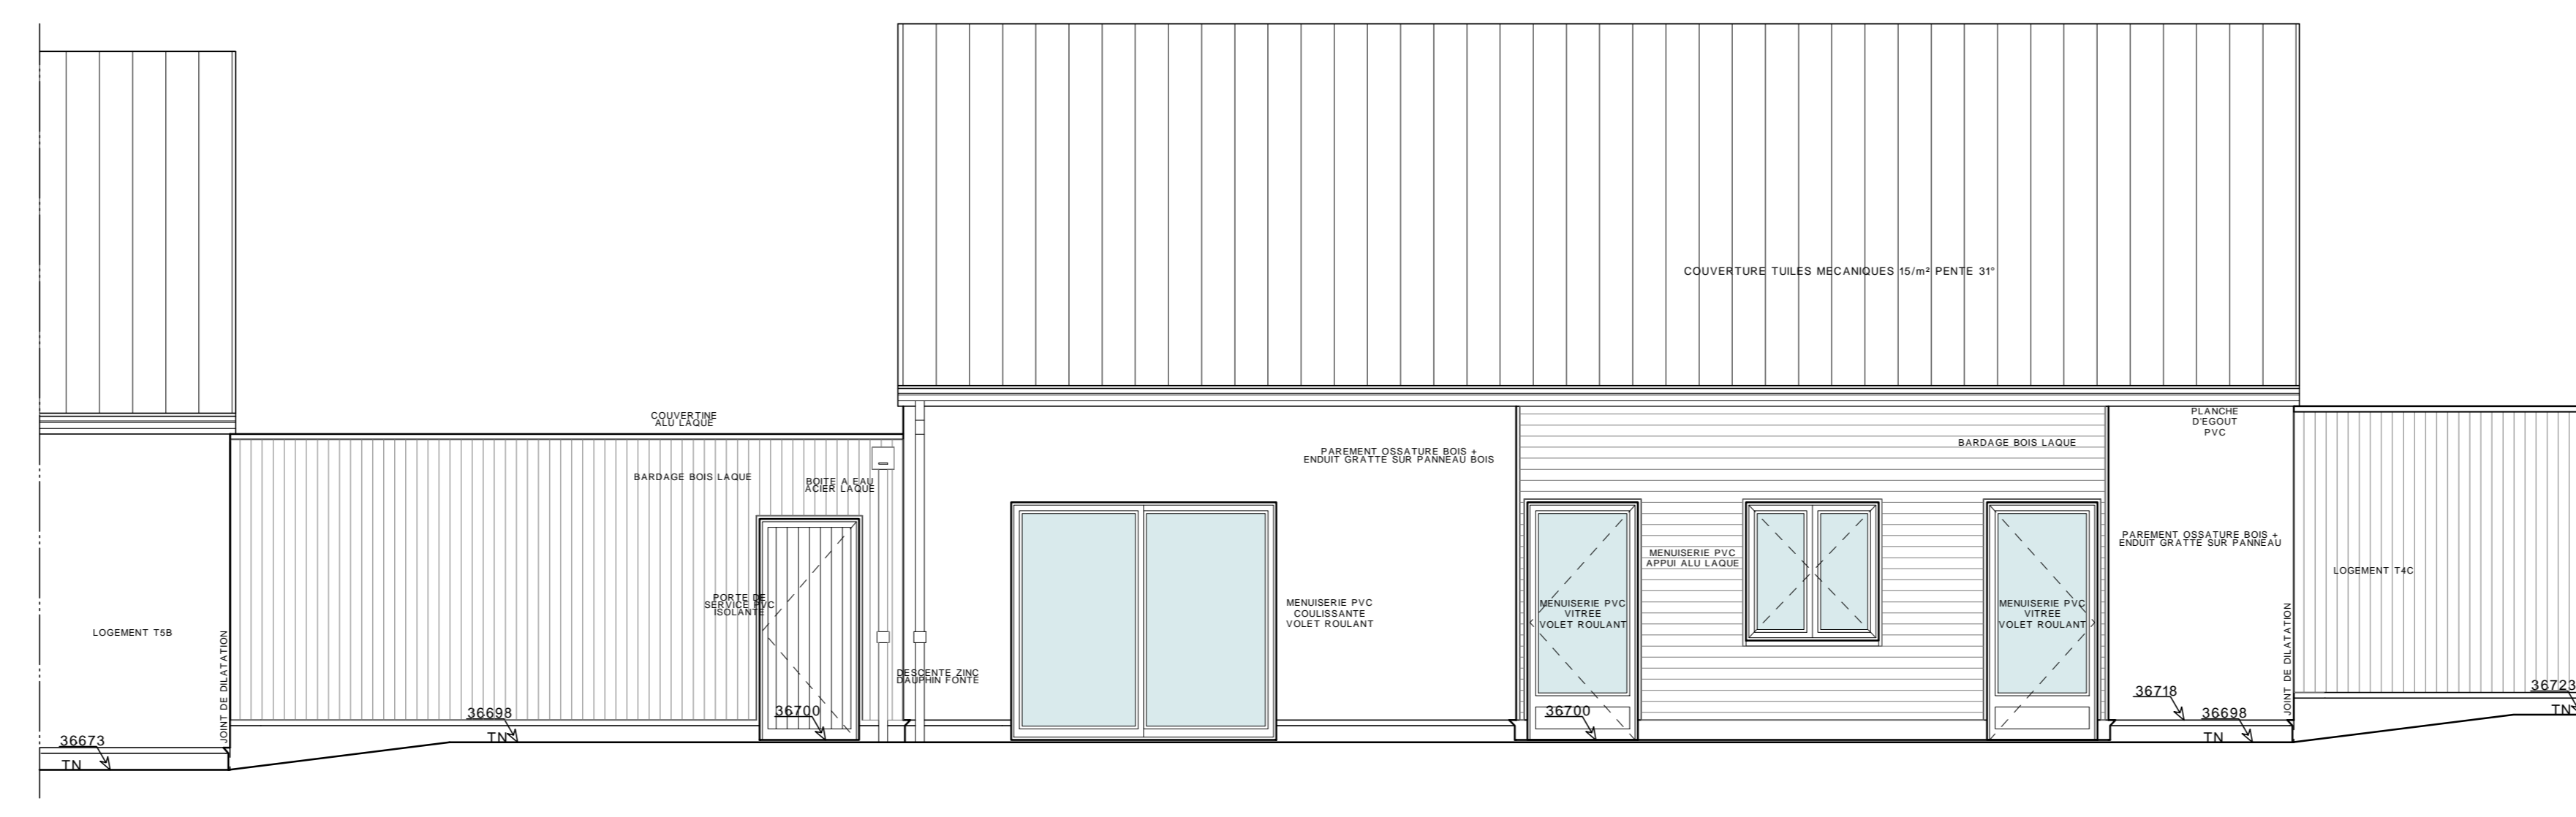 COUVERTURE TUILES MECANIQUES 15/m² PENTE 31°
COUVERTINE
ALU LAQUE
PLANCHE
D'EGOUT
PVC
BARDAGE BOIS LAQUE
PAREMENT OSSATURE BOIS +
ENDUIT GRATTE SUR PANNEAU BOIS
BARDAGE BOIS LAQUE
BOITE A EAU
ACIER LAQUE
PAREMENT OSSATURE BOIS +
ENDUIT GRATTE SUR PANNEAU
MENUISERIE PVC
APPUI ALU LAQUE
LOGEMENT T4C
PORTE DE
SERVICE PVC
ISOLANTE
MENUISERIE PVC
COULISSANTE
VOLET ROULANT
MENUISERIE PVC
VITREE
VOLET ROULANT
MENUISERIE PVC
VITREE
VOLET ROULANT
LOGEMENT T5B
JOINT DE DILATATION
JOINT DE DILATATION
DESCENTE ZINC
DAUPHIN FONTE
36723
TN
36718
36698
TN
36700
36700
36698
TN
36673
TN